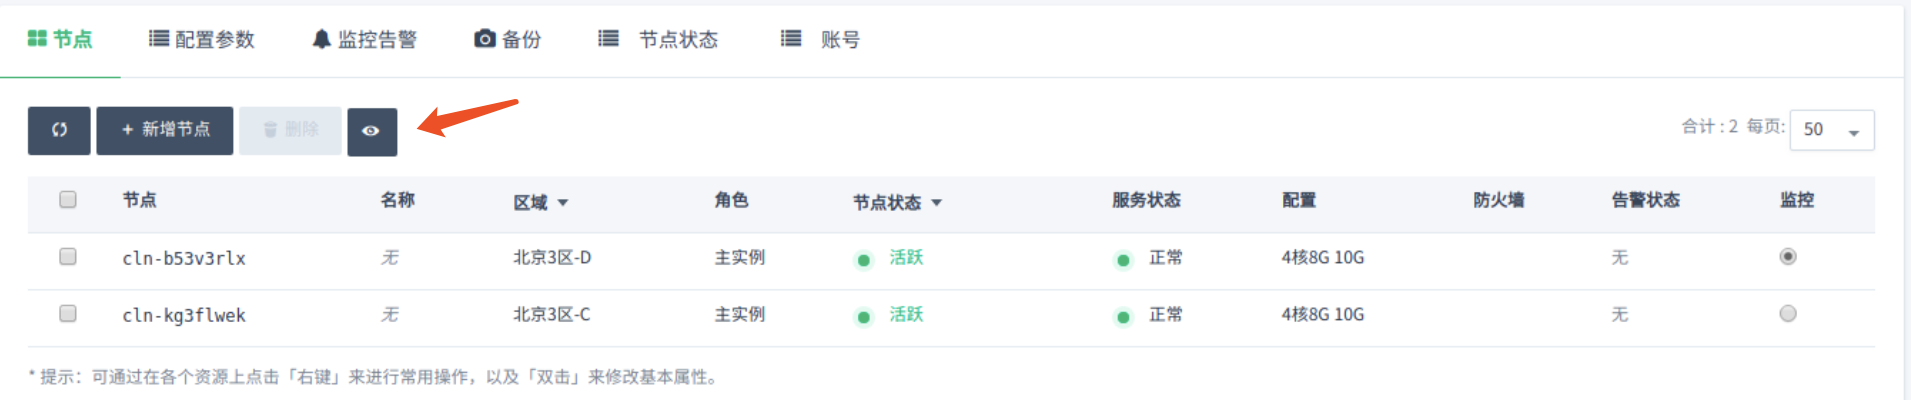 节点 配置参数 监控告警 备份 节点状态 账号
+ 新增节点 删除 合计 : 2 每页: 50
节点 名称 区域 角色 节点状态 服务状态 配置 防火墙 告警状态 监控
cln-b53v3rlx 无 北京3区-D 主实例 活跃 正常 4核8G 10G 无
cln-kg3flwek 无 北京3区-C 主实例 活跃 正常 4核8G 10G 无
* 提示：可通过在各个资源上点击「右键」来进行常用操作，以及「双击」来修改基本属性。